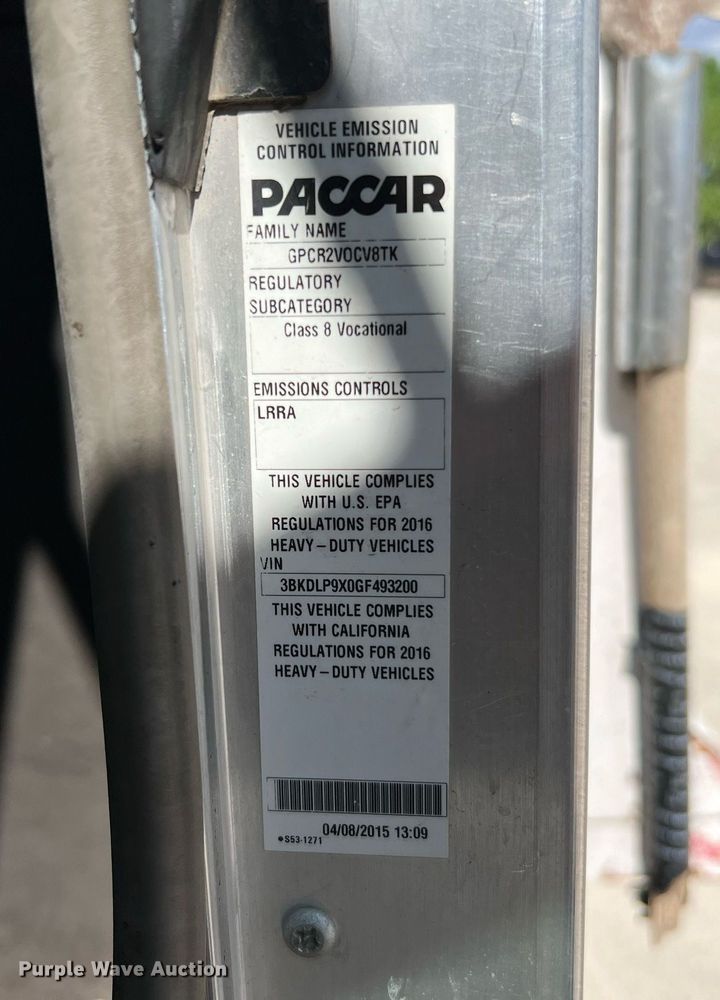 VEHICLE EMISSION
CONTROL INFORMATION
PACCAR
FAMILY NAME
GPCR2VOCV8TK
REGULATORY
SUBCATEGORY
Class 8 Vocational
EMISSIONS CONTROLS
LRRA
THIS VEHICLE COMPLIES
WITH U.S. EPA
REGULATIONS FOR 2016
HEAVY-DUTY VEHICLES
VIN
3BKDLP9X0GF493200
THIS VEHICLE COMPLIES
WITH CALIFORNIA
REGULATIONS FOR 2016
HEAVY-DUTY VEHICLES
04/08/2015 13:09
*S53-1271
Purple Wave Auction